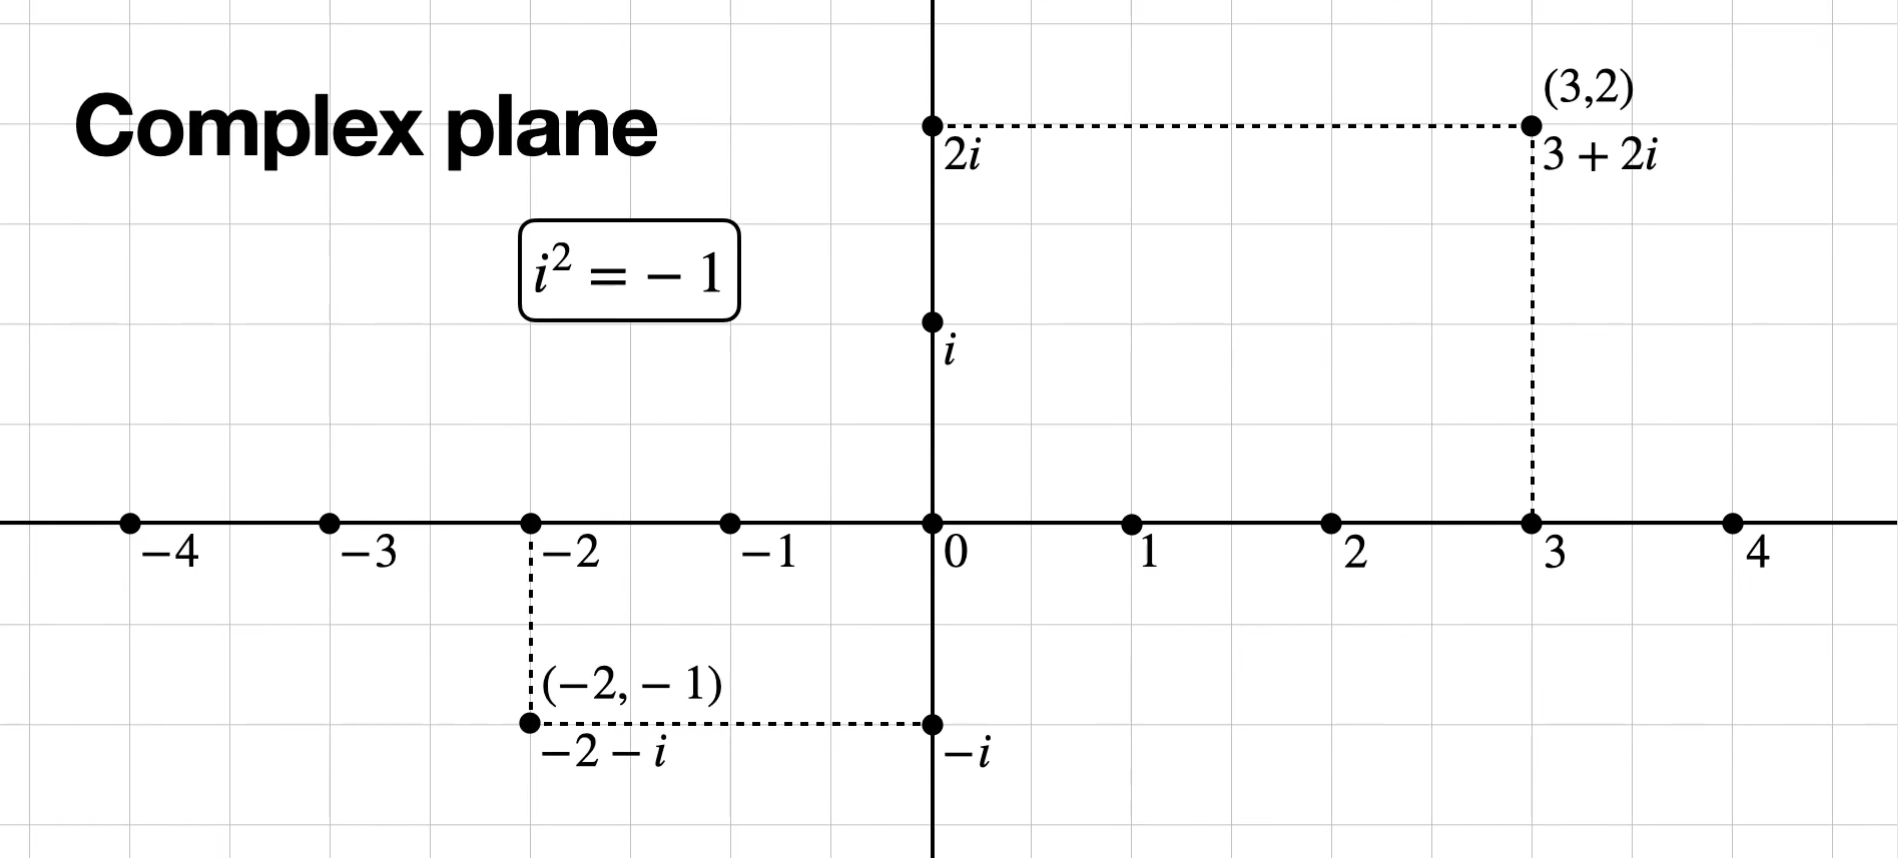 (3,2)
Complex plane
2i
3 + 2i
i² = − 1
i
−4 −3 −2 −1 0 1 2 3 4
(−2, − 1)
−2 − i
−i